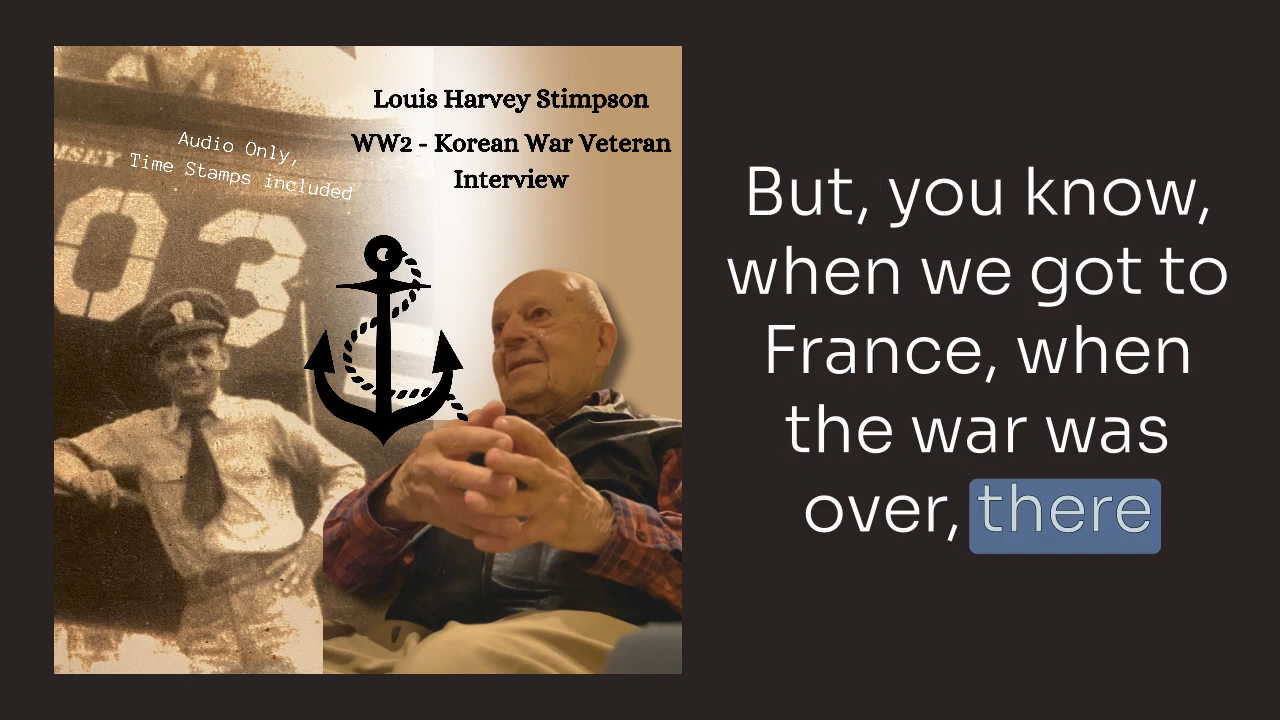 Louis Harvey Stimpson
WW2 - Korean War Veteran
Interview
Audio Only,
Time Stamps included
MSEY
03
But, you know,
when we got to
France, when
the war was
over, there